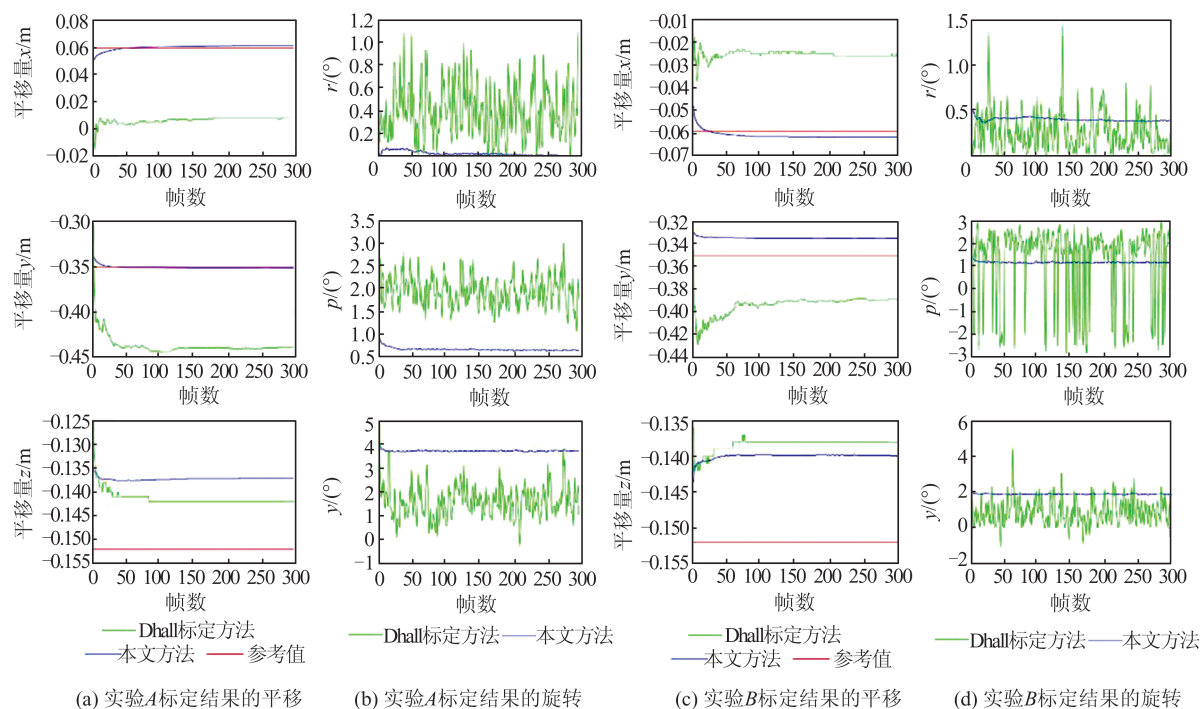 0.08
0.06
0.04
0.02
0
−0.02
平移量x/m
0 50 100 150 200 250 300
帧数
1.2
1.0
0.8
0.6
0.4
0.2
r/(°)
0 50 100 150 200 250 300
帧数
−0.01
−0.02
−0.03
−0.04
−0.05
−0.06
−0.07
平移量x/m
0 50 100 150 200 250 300
帧数
1.5
1.0
0.5
r/(°)
0 50 100 150 200 250 300
帧数
−0.30
−0.35
−0.40
−0.45
平移量y/m
0 50 100 150 200 250 300
帧数
3.5
3.0
2.5
2.0
1.5
1.0
0.5
p/(°)
0 50 100 150 200 250 300
帧数
−0.32
−0.34
−0.36
−0.38
−0.40
−0.42
−0.44
平移量y/m
0 50 100 150 200 250 300
帧数
3
2
1
0
−1
−2
−3
p/(°)
0 50 100 150 200 250 300
帧数
−0.125
−0.130
−0.135
−0.140
−0.145
−0.150
−0.155
平移量z/m
0 50 100 150 200 250 300
帧数
5
4
3
2
1
0
−1
y/(°)
0 50 100 150 200 250 300
帧数
−0.135
−0.140
−0.145
−0.150
−0.155
平移量z/m
0 50 100 150 200 250 300
帧数
6
4
2
0
−2
y/(°)
0 50 100 150 200 250 300
帧数
Dhall标定方法
本文方法 参考值
Dhall标定方法 本文方法
Dhall标定方法
本文方法 参考值
Dhall标定方法 本文方法
(a) 实验A标定结果的平移
(b) 实验A标定结果的旋转
(c) 实验B标定结果的平移
(d) 实验B标定结果的旋转